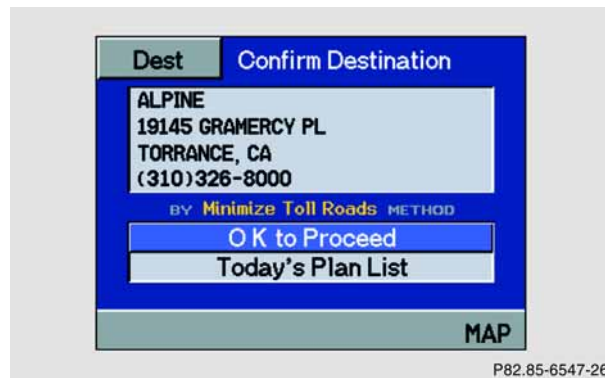 Dest Confirm Destination
ALPINE
19145 GRAMERCY PL
TORRANCE, CA
(310)326-8000
BY Minimize Toll Roads METHOD
OK to Proceed
Today's Plan List
MAP
P82.85-6547-26